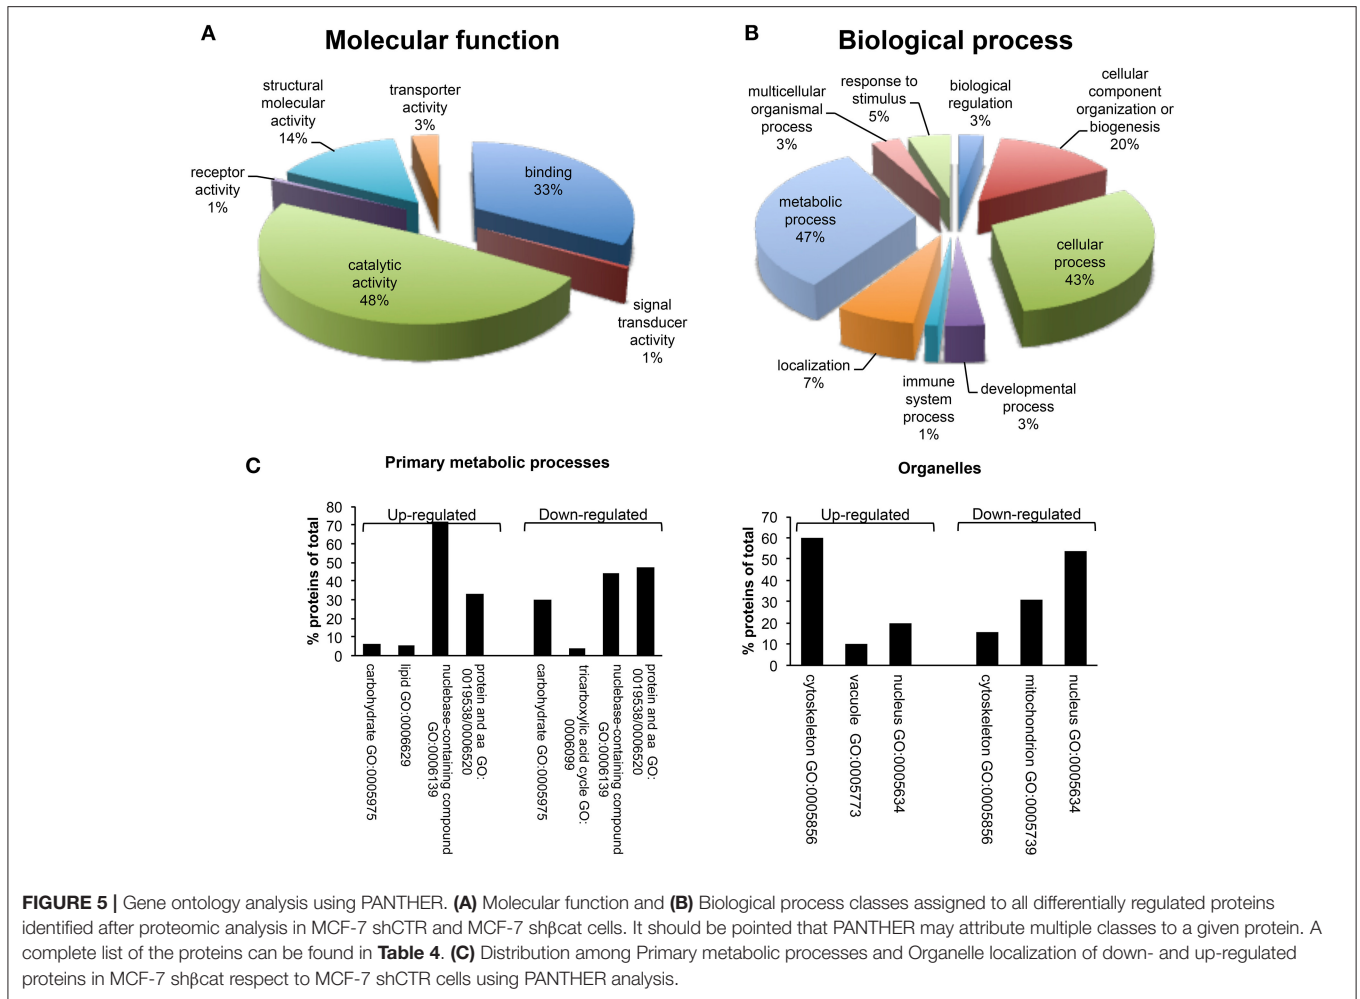 A
Molecular function
structural
molecular
activity
14%
transporter
activity
3%
receptor
activity
1%
binding
33%
catalytic
activity
48%
signal
transducer
activity
1%
B
Biological process
multicellular
organismal
process
3%
response to
stimulus
5%
biological
regulation
3%
cellular
component
organization or
biogenesis
20%
metabolic
process
47%
cellular
process
43%
localization
7%
immune
system
process
1%
developmental
process
3%
C
Primary metabolic processes
% proteins of total
80
70
60
50
40
30
20
10
0
Up-regulated
Down-regulated
carbohydrate GO:0005975
lipid GO:0006629
nuclebase-containing compound
GO:0006139
protein and aa GO:
0019538/0006520
carbohydrate GO:0005975
tricarboxylic acid cycle GO:
0006099
nuclebase-containing compound
GO:0006139
protein and aa GO:
0019538/0006520
Organelles
% proteins of total
70
60
50
40
30
20
10
0
Up-regulated
Down-regulated
cytoskeleton GO:0005856
vacuole GO:0005773
nucleus GO:0005634
cytoskeleton GO:0005856
mitochondrion GO:0005739
nucleus GO:0005634
FIGURE 5 | Gene ontology analysis using PANTHER. (A) Molecular function and (B) Biological process classes assigned to all differentially regulated proteins
identified after proteomic analysis in MCF-7 shCTR and MCF-7 shβcat cells. It should be pointed that PANTHER may attribute multiple classes to a given protein. A
complete list of the proteins can be found in Table 4. (C) Distribution among Primary metabolic processes and Organelle localization of down- and up-regulated
proteins in MCF-7 shβcat respect to MCF-7 shCTR cells using PANTHER analysis.